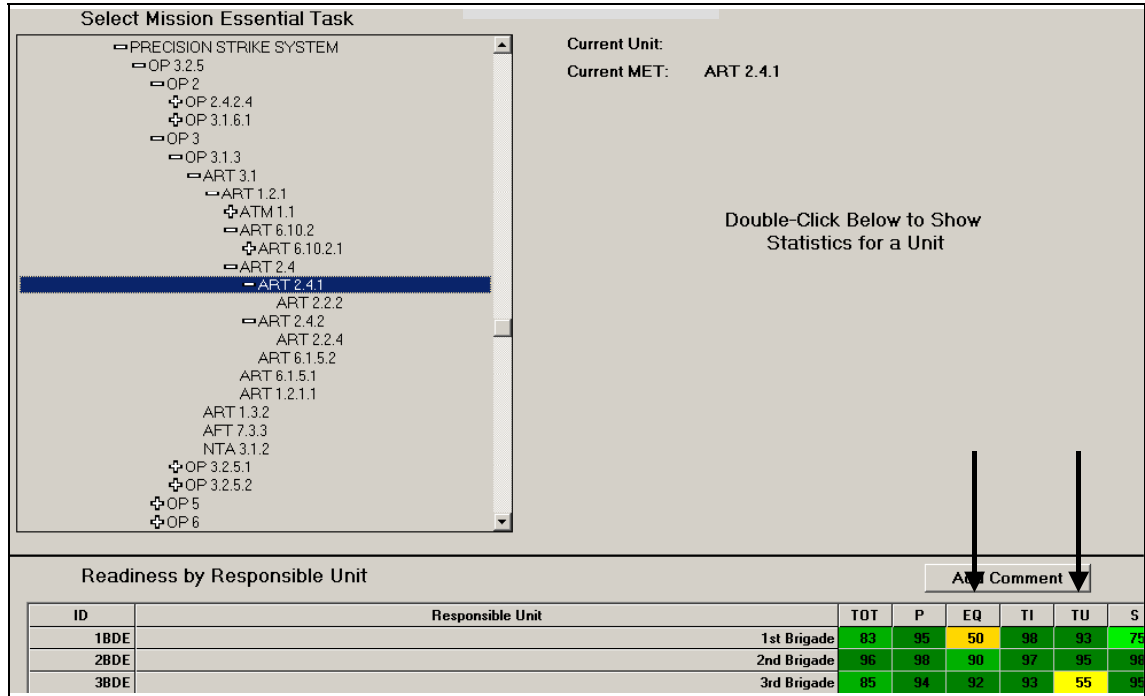 Select Mission Essential Task
PRECISION STRIKE SYSTEM
OP 3.2.5
OP 2
OP 2.4.2.4
OP 3.1.6.1
OP 3
OP 3.1.3
ART 3.1
ART 1.2.1
ATM 1.1
ART 6.10.2
ART 6.10.2.1
ART 2.4
ART 2.4.1
ART 2.2.2
ART 2.4.2
ART 2.2.4
ART 6.1.5.2
ART 6.1.5.1
ART 1.2.1.1
ART 1.3.2
AFT 7.3.3
NTA 3.1.2
OP 3.2.5.1
OP 3.2.5.2
OP 5
OP 6
Current Unit:
Current MET: ART 2.4.1
Double-Click Below to Show
Statistics for a Unit
Readiness by Responsible Unit
Add Comment
ID Responsible Unit TOT P EQ TI TU S
1BDE 1st Brigade 83 95 50 98 93 75
2BDE 2nd Brigade 96 98 90 97 95 98
3BDE 3rd Brigade 85 94 92 93 55 95